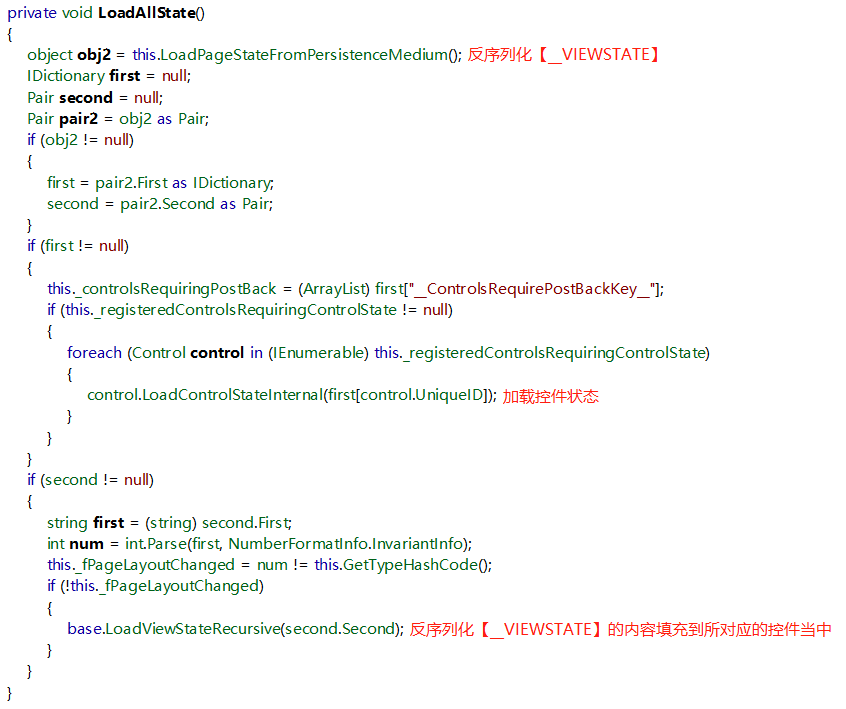 private void LoadAllState()
{
object obj2 = this.LoadPageStateFromPersistenceMedium(); 反序列化【__VIEWSTATE】
IDictionary first = null;
Pair second = null;
Pair pair2 = obj2 as Pair;
if (obj2 != null)
{
first = pair2.First as IDictionary;
second = pair2.Second as Pair;
}
if (first != null)
{
this._controlsRequiringPostBack = (ArrayList) first["__ControlsRequirePostBackKey__"];
if (this._registeredControlsRequiringControlState != null)
{
foreach (Control control in (IEnumerable) this._registeredControlsRequiringControlState)
{
control.LoadControlStateInternal(first[control.UniqueID]); 加载控件状态
}
}
}
if (second != null)
{
string first = (string) second.First;
int num = int.Parse(first, NumberFormatInfo.InvariantInfo);
this._fPageLayoutChanged = num != this.GetTypeHashCode();
if (!this._fPageLayoutChanged)
{
base.LoadViewStateRecursive(second.Second); 反序列化【__VIEWSTATE】的内容填充到所对应的控件当中
}
}
}